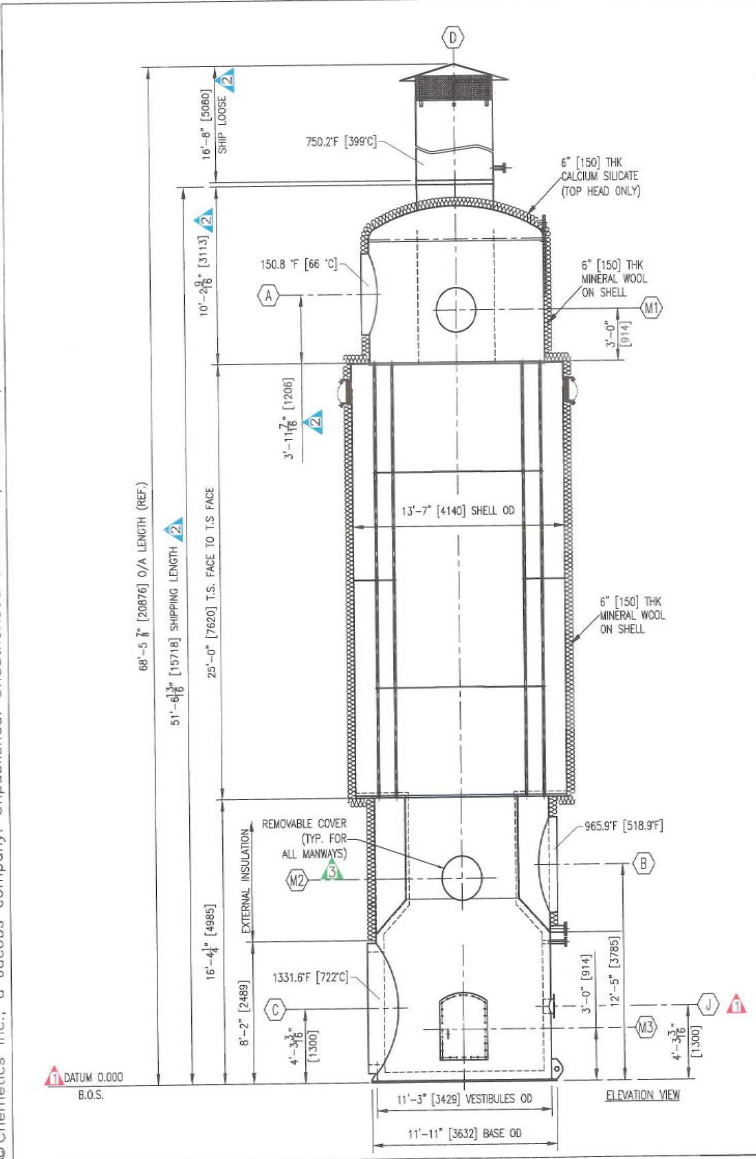 D
16'-8" [5080]
SHIP LOOSE 2
750.2°F [399°C]
6" [150] THK
CALCIUM SILICATE
(TOP HEAD ONLY)
10'-2 9/16" [3113] 2
150.8 °F [66 °C]
A
6" [150] THK
MINERAL WOOL
ON SHELL
M1
3'-0"
[914]
3'-11 7/16" [1206]
2
68'-5 7/8" [20876] O/A LENGTH (REF.)
51'-6 13/16" [15718] SHIPPING LENGTH 2
25'-0" [7620] T.S. FACE TO T.S FACE
13'-7" [4140] SHELL OD
6" [150] THK
MINERAL WOOL
ON SHELL
REMOVABLE COVER
(TYP. FOR
ALL MANWAYS)
M2
3
965.9°F [518.9°F]
B
EXTERNAL INSULATION
16'-4 1/4" [4985]
8'-2" [2489]
1331.6°F [722°C]
C
4'-3 3/16"
[1300]
3'-0" [914]
12'-5" [3785]
J
1
M3
4'-3 3/16"
[1300]
1 DATUM 0.000
B.O.S.
11'-3" [3429] VESTIBULES OD
ELEVATION VIEW
11'-11" [3632] BASE OD
© Chemetics Inc., a Jacobs company.